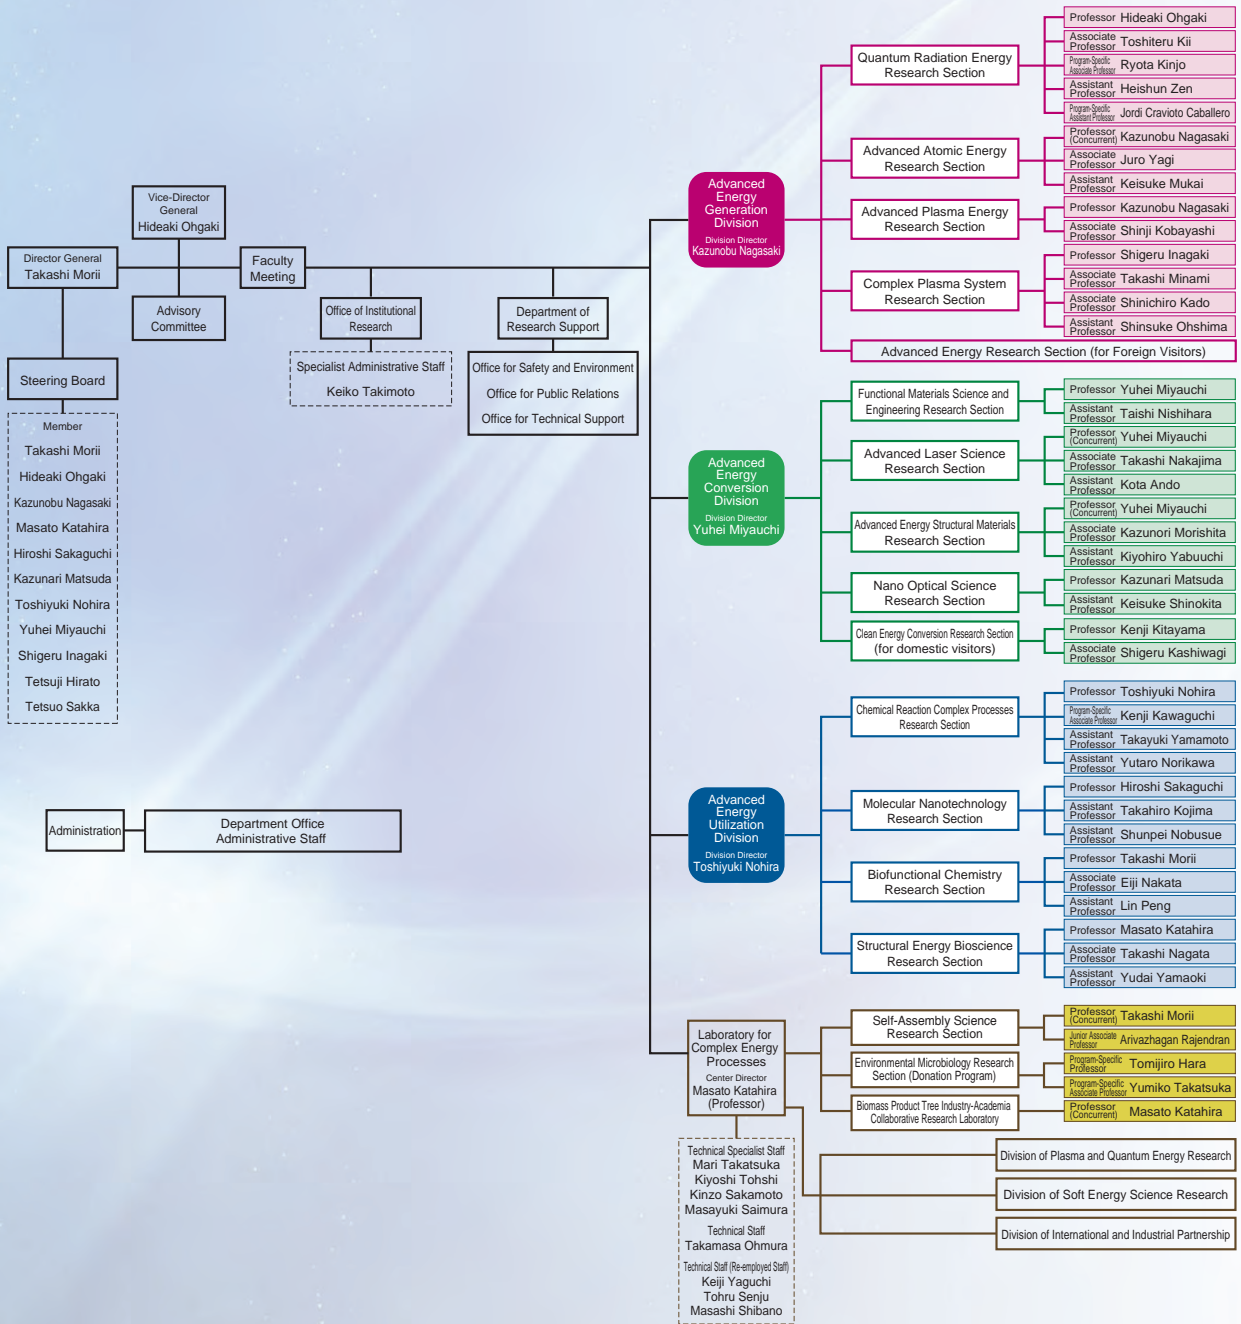 Vice-Director
General
Hideaki Ohgaki
Director General
Takashi Morii
Faculty
Meeting
Advisory
Committee
Steering Board
Member
Takashi Morii
Hideaki Ohgaki
Kazunobu Nagasaki
Masato Katahira
Hiroshi Sakaguchi
Kazunari Matsuda
Toshiyuki Nohira
Yuhei Miyauchi
Shigeru Inagaki
Tetsuji Hirato
Tetsuo Sakka
Office of Institutional
Research
Specialist Administrative Staff
Keiko Takimoto
Department of
Research Support
Office for Safety and Environment
Office for Public Relations
Office for Technical Support
Administration
Department Office
Administrative Staff
Advanced
Energy
Generation
Division
Division Director
Kazunobu Nagasaki
Quantum Radiation Energy
Research Section
Professor Hideaki Ohgaki
Associate
Professor Toshiteru Kii
Program-Specific
Associate Professor Ryota Kinjo
Assistant
Professor Heishun Zen
Program-Specific
Assistant Professor Jordi Cravioto Caballero
Advanced Atomic Energy
Research Section
Professor
(Concurrent) Kazunobu Nagasaki
Associate
Professor Juro Yagi
Assistant
Professor Keisuke Mukai
Advanced Plasma Energy
Research Section
Professor Kazunobu Nagasaki
Associate
Professor Shinji Kobayashi
Complex Plasma System
Research Section
Professor Shigeru Inagaki
Associate
Professor Takashi Minami
Associate
Professor Shinichiro Kado
Assistant
Professor Shinsuke Ohshima
Advanced Energy Research Section (for Foreign Visitors)
Advanced
Energy
Conversion
Division
Division Director
Yuhei Miyauchi
Functional Materials Science and
Engineering Research Section
Professor Yuhei Miyauchi
Assistant
Professor Taishi Nishihara
Advanced Laser Science
Research Section
Professor
(Concurrent) Yuhei Miyauchi
Associate
Professor Takashi Nakajima
Assistant
Professor Kota Ando
Advanced Energy Structural Materials
Research Section
Professor
(Concurrent) Yuhei Miyauchi
Associate
Professor Kazunori Morishita
Assistant
Professor Kiyohiro Yabuuchi
Nano Optical Science
Research Section
Professor Kazunari Matsuda
Assistant
Professor Keisuke Shinokita
Clean Energy Conversion Research Section
(for domestic visitors)
Professor Kenji Kitayama
Associate
Professor Shigeru Kashiwagi
Advanced
Energy
Utilization
Division
Division Director
Toshiyuki Nohira
Chemical Reaction Complex Processes
Research Section
Professor Toshiyuki Nohira
Program-Specific
Associate Professor Kenji Kawaguchi
Assistant
Professor Takayuki Yamamoto
Assistant
Professor Yutaro Norikawa
Molecular Nanotechnology
Research Section
Professor Hiroshi Sakaguchi
Assistant
Professor Takahiro Kojima
Assistant
Professor Shunpei Nobusue
Biofunctional Chemistry
Research Section
Professor Takashi Morii
Associate
Professor Eiji Nakata
Assistant
Professor Lin Peng
Structural Energy Bioscience
Research Section
Professor Masato Katahira
Associate
Professor Takashi Nagata
Assistant
Professor Yudai Yamaoki
Laboratory for
Complex Energy
Processes
Center Director
Masato Katahira
(Professor)
Self-Assembly Science
Research Section
Professor
(Concurrent) Takashi Morii
Junior Associate
Professor Arivazhagan Rajendran
Environmental Microbiology Research
Section (Donation Program)
Program-Specific
Professor Tomijiro Hara
Program-Specific
Associate Professor Yumiko Takatsuka
Biomass Product Tree Industry-Academia
Collaborative Research Laboratory
Professor
(Concurrent) Masato Katahira
Technical Specialist Staff
Mari Takatsuka
Kiyoshi Tohshi
Kinzo Sakamoto
Masayuki Saimura
Technical Staff
Takamasa Ohmura
Technical Staff (Re-employed Staff)
Keiji Yaguchi
Tohru Senju
Masashi Shibano
Division of Plasma and Quantum Energy Research
Division of Soft Energy Science Research
Division of International and Industrial Partnership